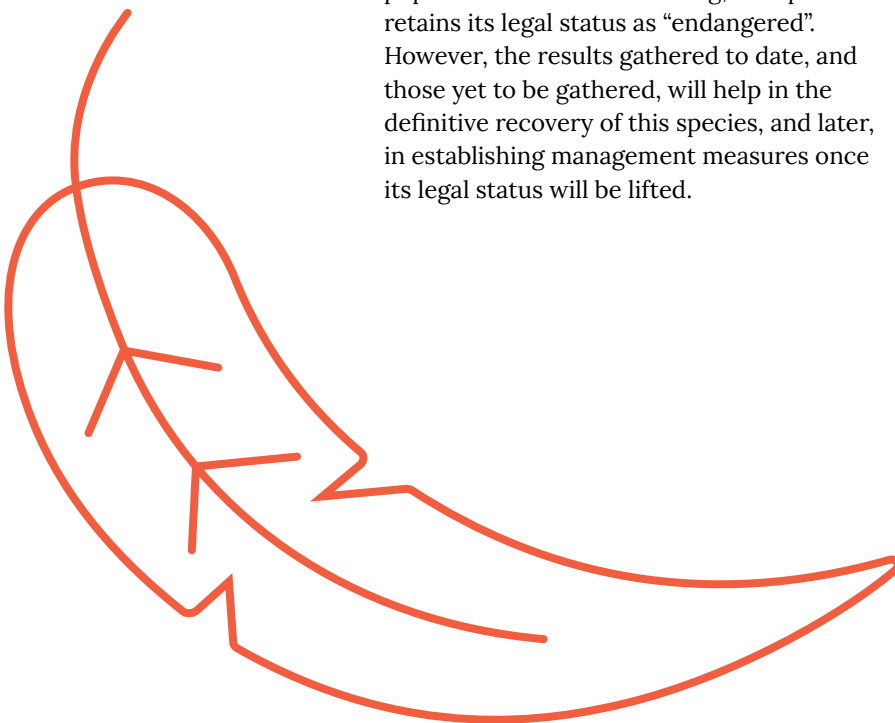 retains its legal status as “endangered”.
However, the results gathered to date, and
those yet to be gathered, will help in the
definitive recovery of this species, and later,
in establishing management measures once
its legal status will be lifted.